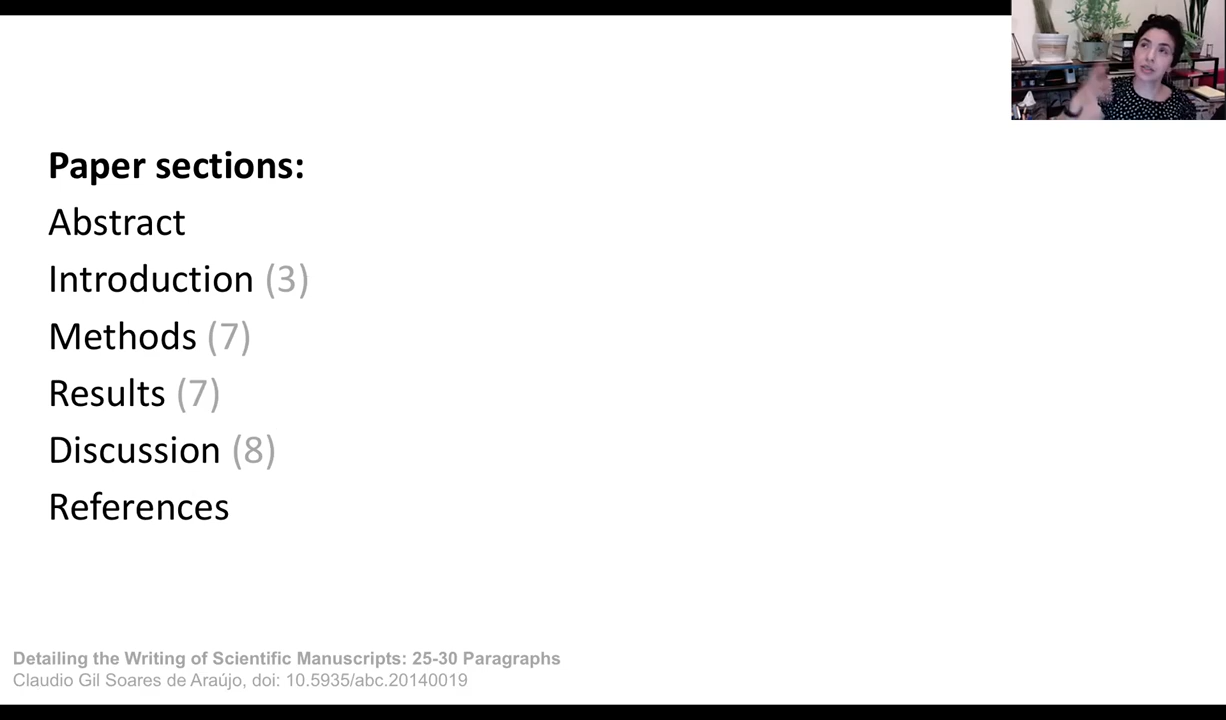 Paper sections:
Abstract
Introduction (3)
Methods (7)
Results (7)
Discussion (8)
References
Detailing the Writing of Scientific Manuscripts: 25-30 Paragraphs
Claudio Gil Soares de Araújo, doi: 10.5935/abc.20140019